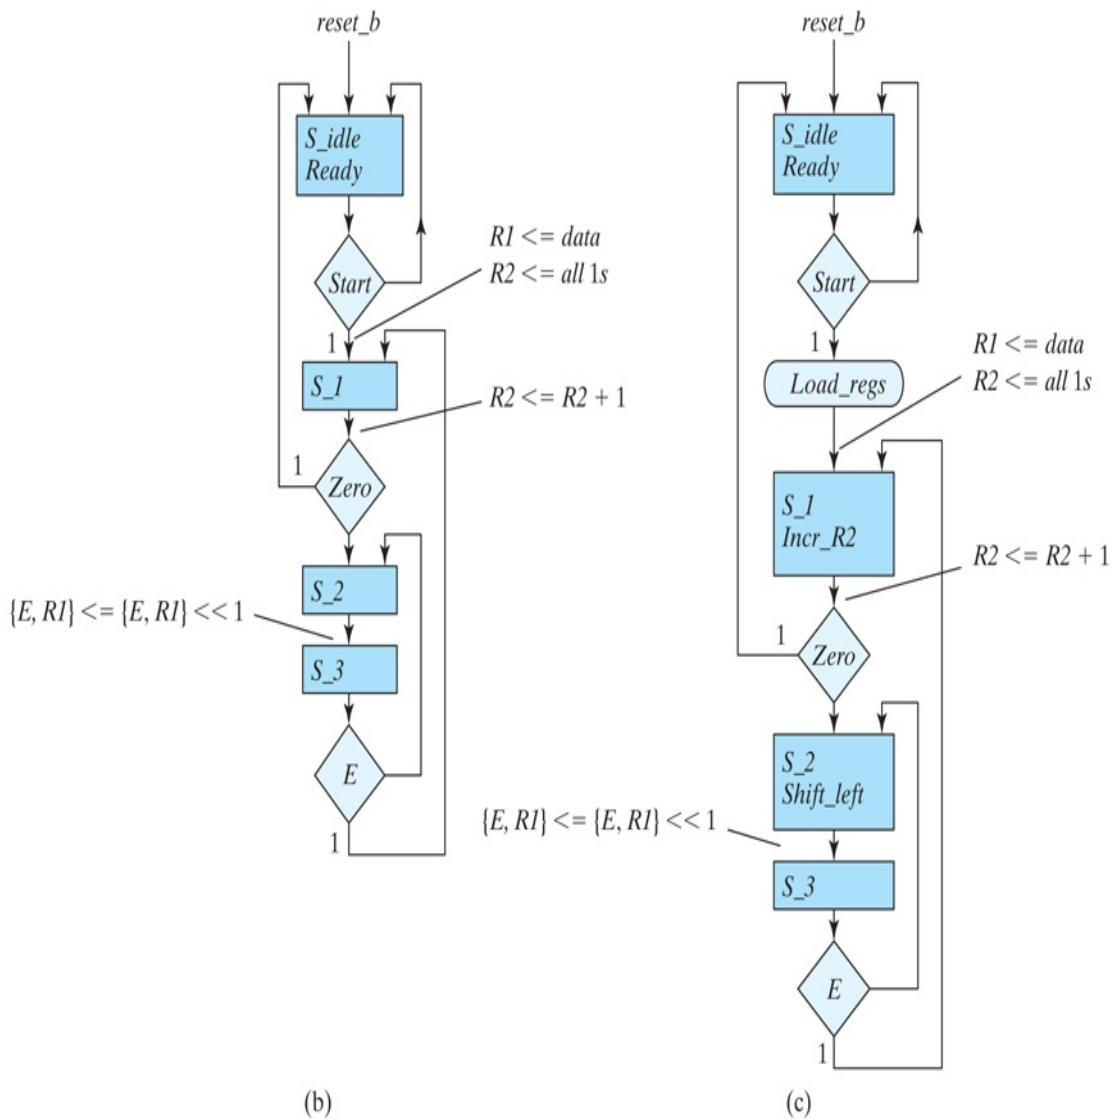 reset_b
S_idle
Ready
Start
R1 <= data
R2 <= all 1s
1
S_1
R2 <= R2 + 1
1
Zero
S_2
{E, R1} <= {E, R1} << 1
S_3
E
1
(b)
reset_b
S_idle
Ready
Start
1
Load_regs
R1 <= data
R2 <= all 1s
S_1
Incr_R2
R2 <= R2 + 1
1
Zero
S_2
Shift_left
{E, R1} <= {E, R1} << 1
S_3
E
1
(c)